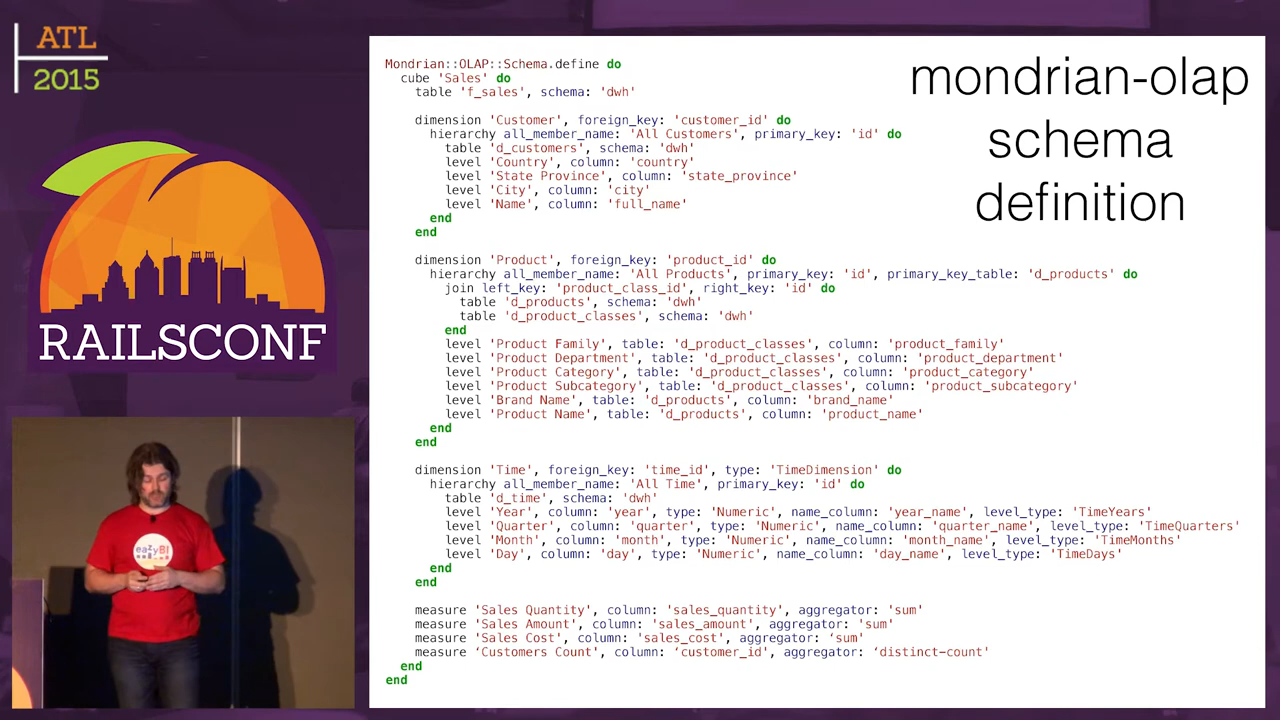 ATL
2015
RAILSCONF
eazyBI
mondrian-olap
schema
definition
Mondrian::OLAP::Schema.define do
cube 'Sales' do
table 'f_sales', schema: 'dwh'
dimension 'Customer', foreign_key: 'customer_id' do
hierarchy all_member_name: 'All Customers', primary_key: 'id' do
table 'd_customers', schema: 'dwh'
level 'Country', column: 'country'
level 'State Province', column: 'state_province'
level 'City', column: 'city'
level 'Name', column: 'full_name'
end
end
dimension 'Product', foreign_key: 'product_id' do
hierarchy all_member_name: 'All Products', primary_key: 'id', primary_key_table: 'd_products' do
join left_key: 'product_class_id', right_key: 'id' do
table 'd_products', schema: 'dwh'
table 'd_product_classes', schema: 'dwh'
end
level 'Product Family', table: 'd_product_classes', column: 'product_family'
level 'Product Department', table: 'd_product_classes', column: 'product_department'
level 'Product Category', table: 'd_product_classes', column: 'product_category'
level 'Product Subcategory', table: 'd_product_classes', column: 'product_subcategory'
level 'Brand Name', table: 'd_products', column: 'brand_name'
level 'Product Name', table: 'd_products', column: 'product_name'
end
end
dimension 'Time', foreign_key: 'time_id', type: 'TimeDimension' do
hierarchy all_member_name: 'All Time', primary_key: 'id' do
table 'd_time', schema: 'dwh'
level 'Year', column: 'year', type: 'Numeric', name_column: 'year_name', level_type: 'TimeYears'
level 'Quarter', column: 'quarter', type: 'Numeric', name_column: 'quarter_name', level_type: 'TimeQuarters'
level 'Month', column: 'month', type: 'Numeric', name_column: 'month_name', level_type: 'TimeMonths'
level 'Day', column: 'day', type: 'Numeric', name_column: 'day_name', level_type: 'TimeDays'
end
end
measure 'Sales Quantity', column: 'sales_quantity', aggregator: 'sum'
measure 'Sales Amount', column: 'sales_amount', aggregator: 'sum'
measure 'Sales Cost', column: 'sales_cost', aggregator: ‘sum'
measure ‘Customers Count', column: ‘customer_id', aggregator: ‘distinct-count'
end
end